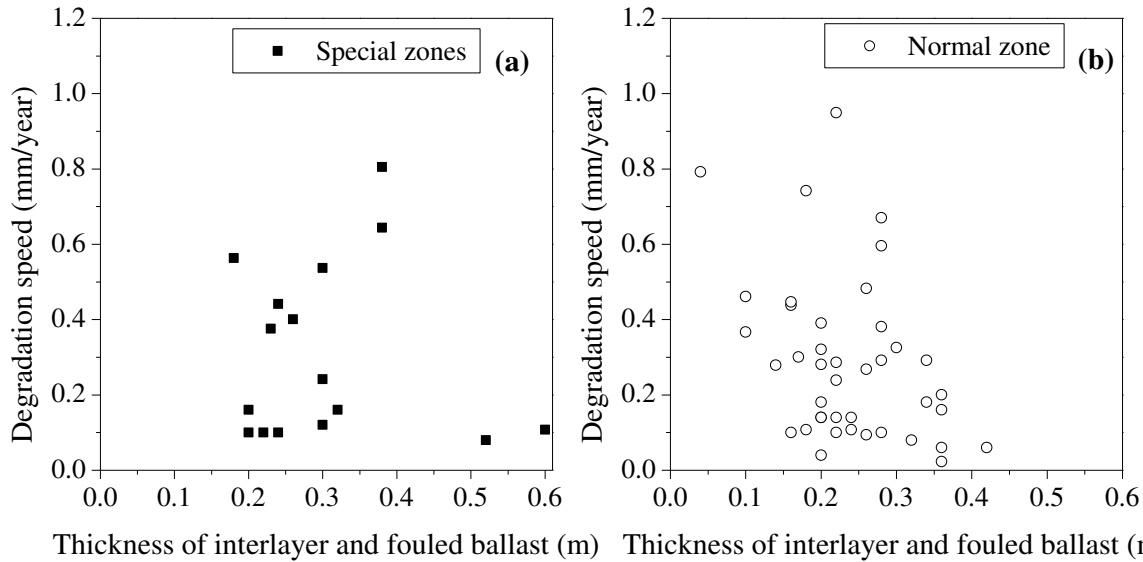 1.2
1.0
0.8
0.6
0.4
0.2
0.0
Degradation speed (mm/year)
Special zones
(a)
0.0 0.1 0.2 0.3 0.4 0.5 0.6
Thickness of interlayer and fouled ballast (m)
1.2
1.0
0.8
0.6
0.4
0.2
0.0
Degradation speed (mm/year)
Normal zone
(b)
0.0 0.1 0.2 0.3 0.4 0.5 0.6
Thickness of interlayer and fouled ballast (